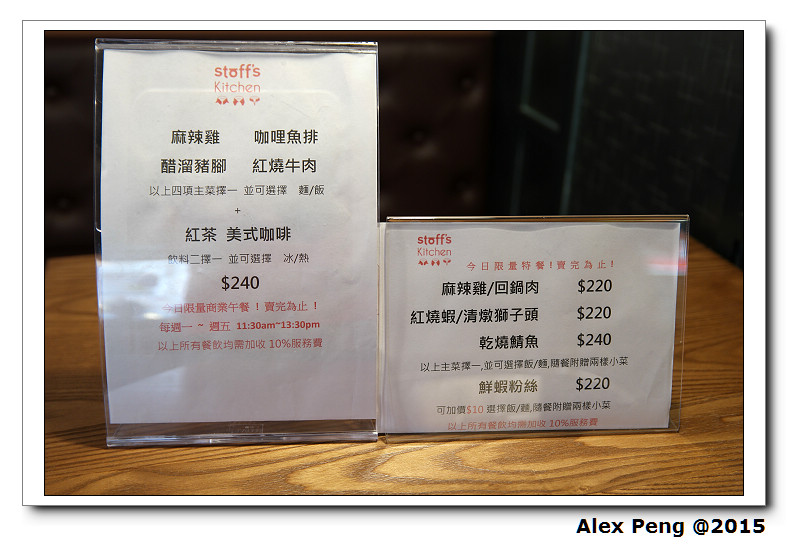 stoff's
Kitchen
麻辣雞 咖哩魚排
醋溜豬腳 紅燒牛肉
以上四項主菜擇一 並可選擇 麵/飯
+
紅茶 美式咖啡
飲料二擇一 並可選擇 冰/熱
$240
今日限量商業午餐！賣完為止！
每週一 ~ 週五 11:30am~13:30pm
以上所有餐飲均需加收 10%服務費
stoff's
Kitchen
今日限量特餐！賣完為止！
麻辣雞/回鍋肉 $220
紅燒蝦/清燉獅子頭 $220
乾燒鯖魚 $240
以上主菜擇一,並可選擇飯/麵,隨餐附贈兩樣小菜
鮮蝦粉絲 $220
可加價$10 選擇飯/麵,隨餐附贈兩樣小菜
以上所有餐飲均需加收 10%服務費
Alex Peng @2015